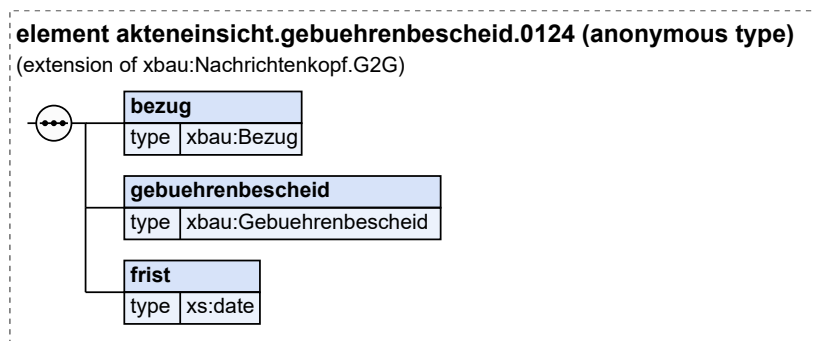 element akteneinsicht.gebuehrenbescheid.0124 (anonymous type)
(extension of xbau:Nachrichtenkopf.G2G)
bezug
type xbau:Bezug
gebuehrenbescheid
type xbau:Gebuehrenbescheid
frist
type xs:date